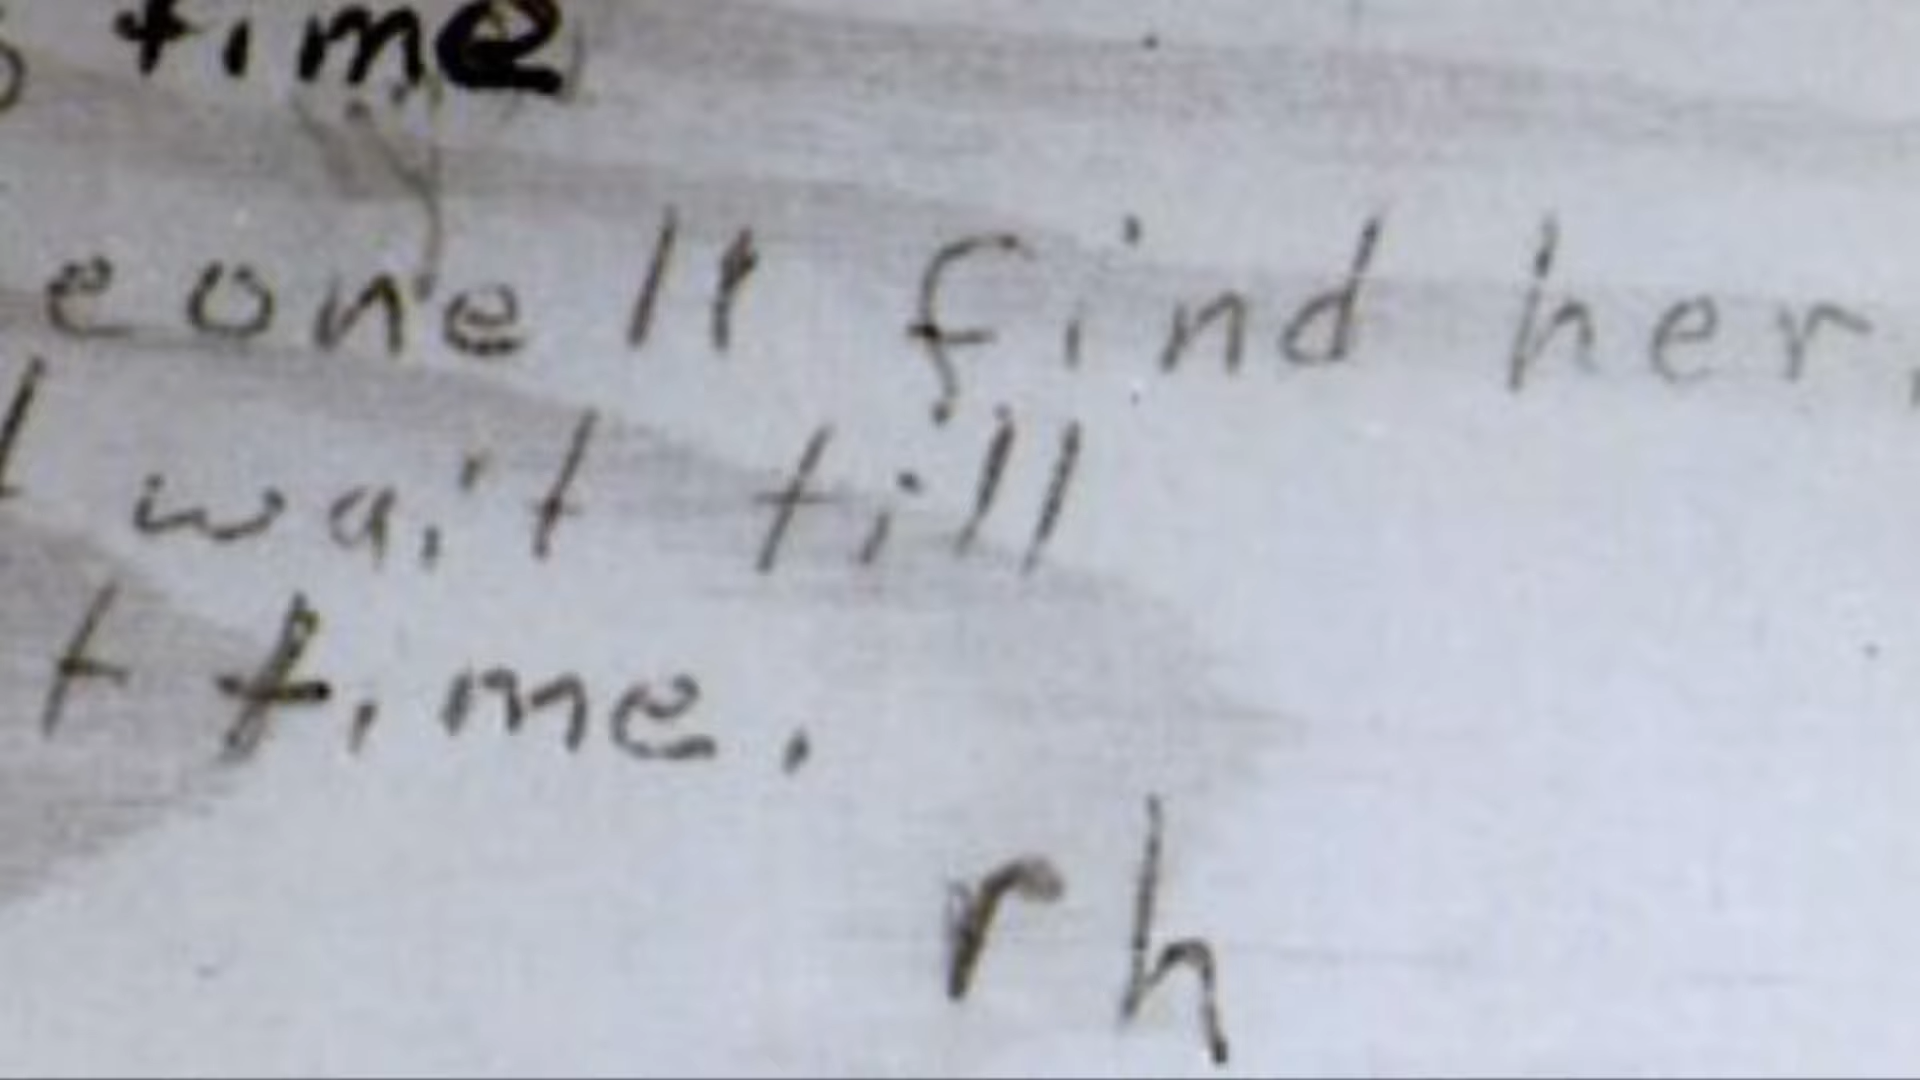 time
eone ll find her.
wait till
t time.
rh